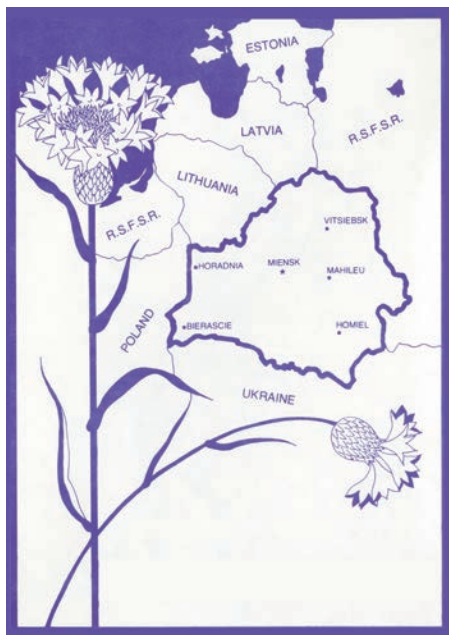 ESTONIA
LATVIA
R.S.F.S.R.
LITHUANIA
R.S.F.S.R.
VITSIEBSK
HORADNIA
MIENSK
MAHILEU
POLAND
BIERASCIE
HOMIEL
UKRAINE